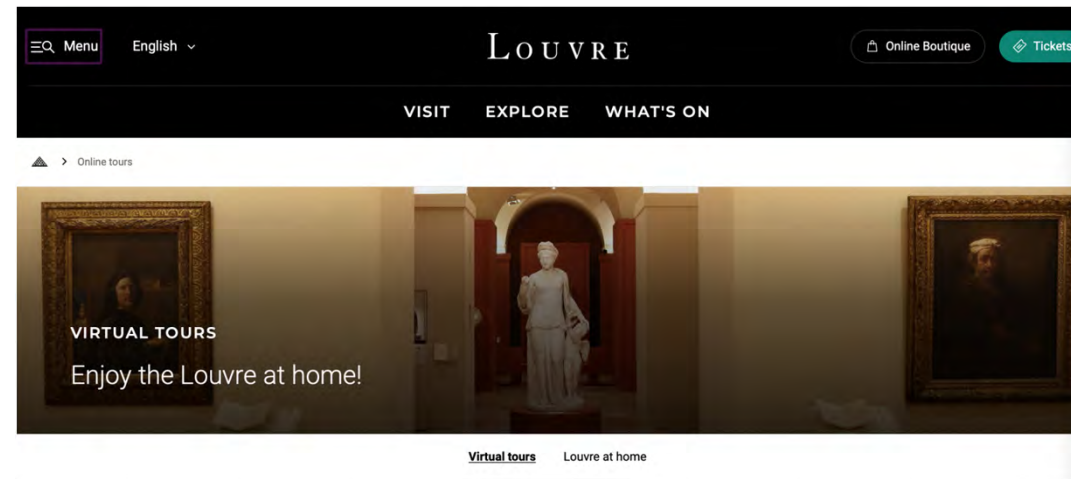 Menu English Louvre Online Boutique Tickets
VISIT EXPLORE WHAT'S ON
> Online tours
VIRTUAL TOURS
Enjoy the Louvre at home!
Virtual tours Louvre at home